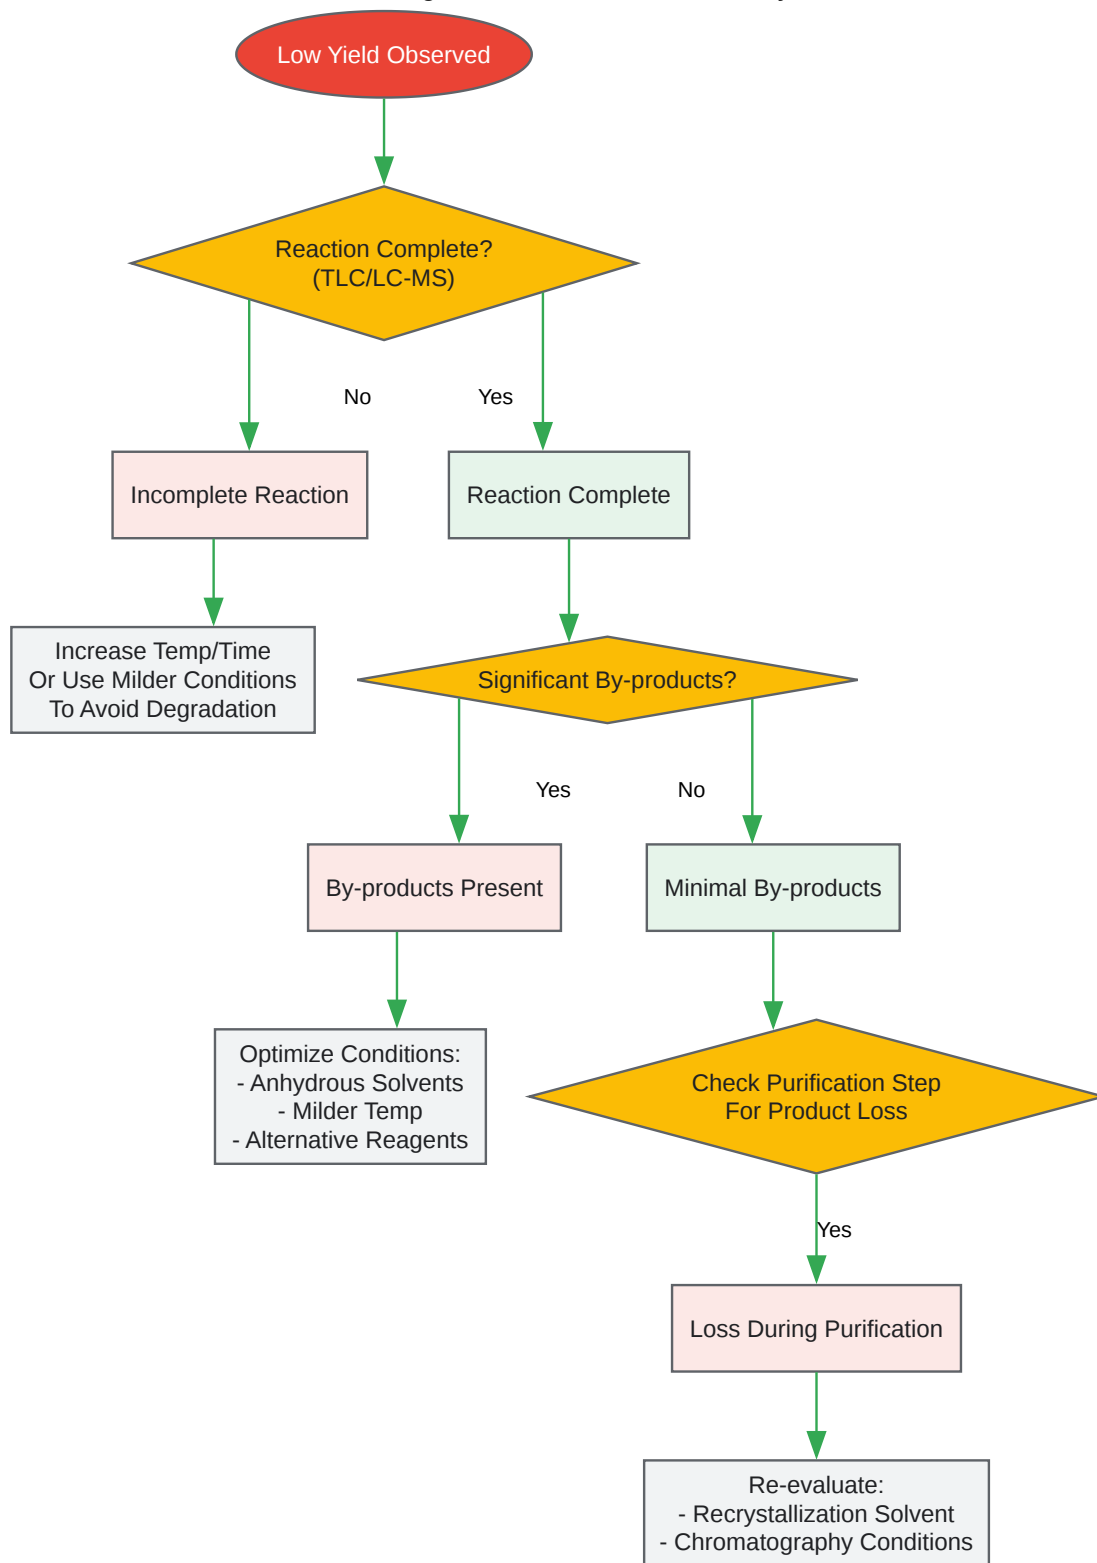 Low Yield Observed
Reaction Complete?
(TLC/LC-MS)
No
Yes
Incomplete Reaction
Reaction Complete
Increase Temp/Time
Or Use Milder Conditions
To Avoid Degradation
Significant By-products?
Yes
No
By-products Present
Minimal By-products
Optimize Conditions:
- Anhydrous Solvents
- Milder Temp
- Alternative Reagents
Check Purification Step
For Product Loss
Yes
Loss During Purification
Re-evaluate:
- Recrystallization Solvent
- Chromatography Conditions